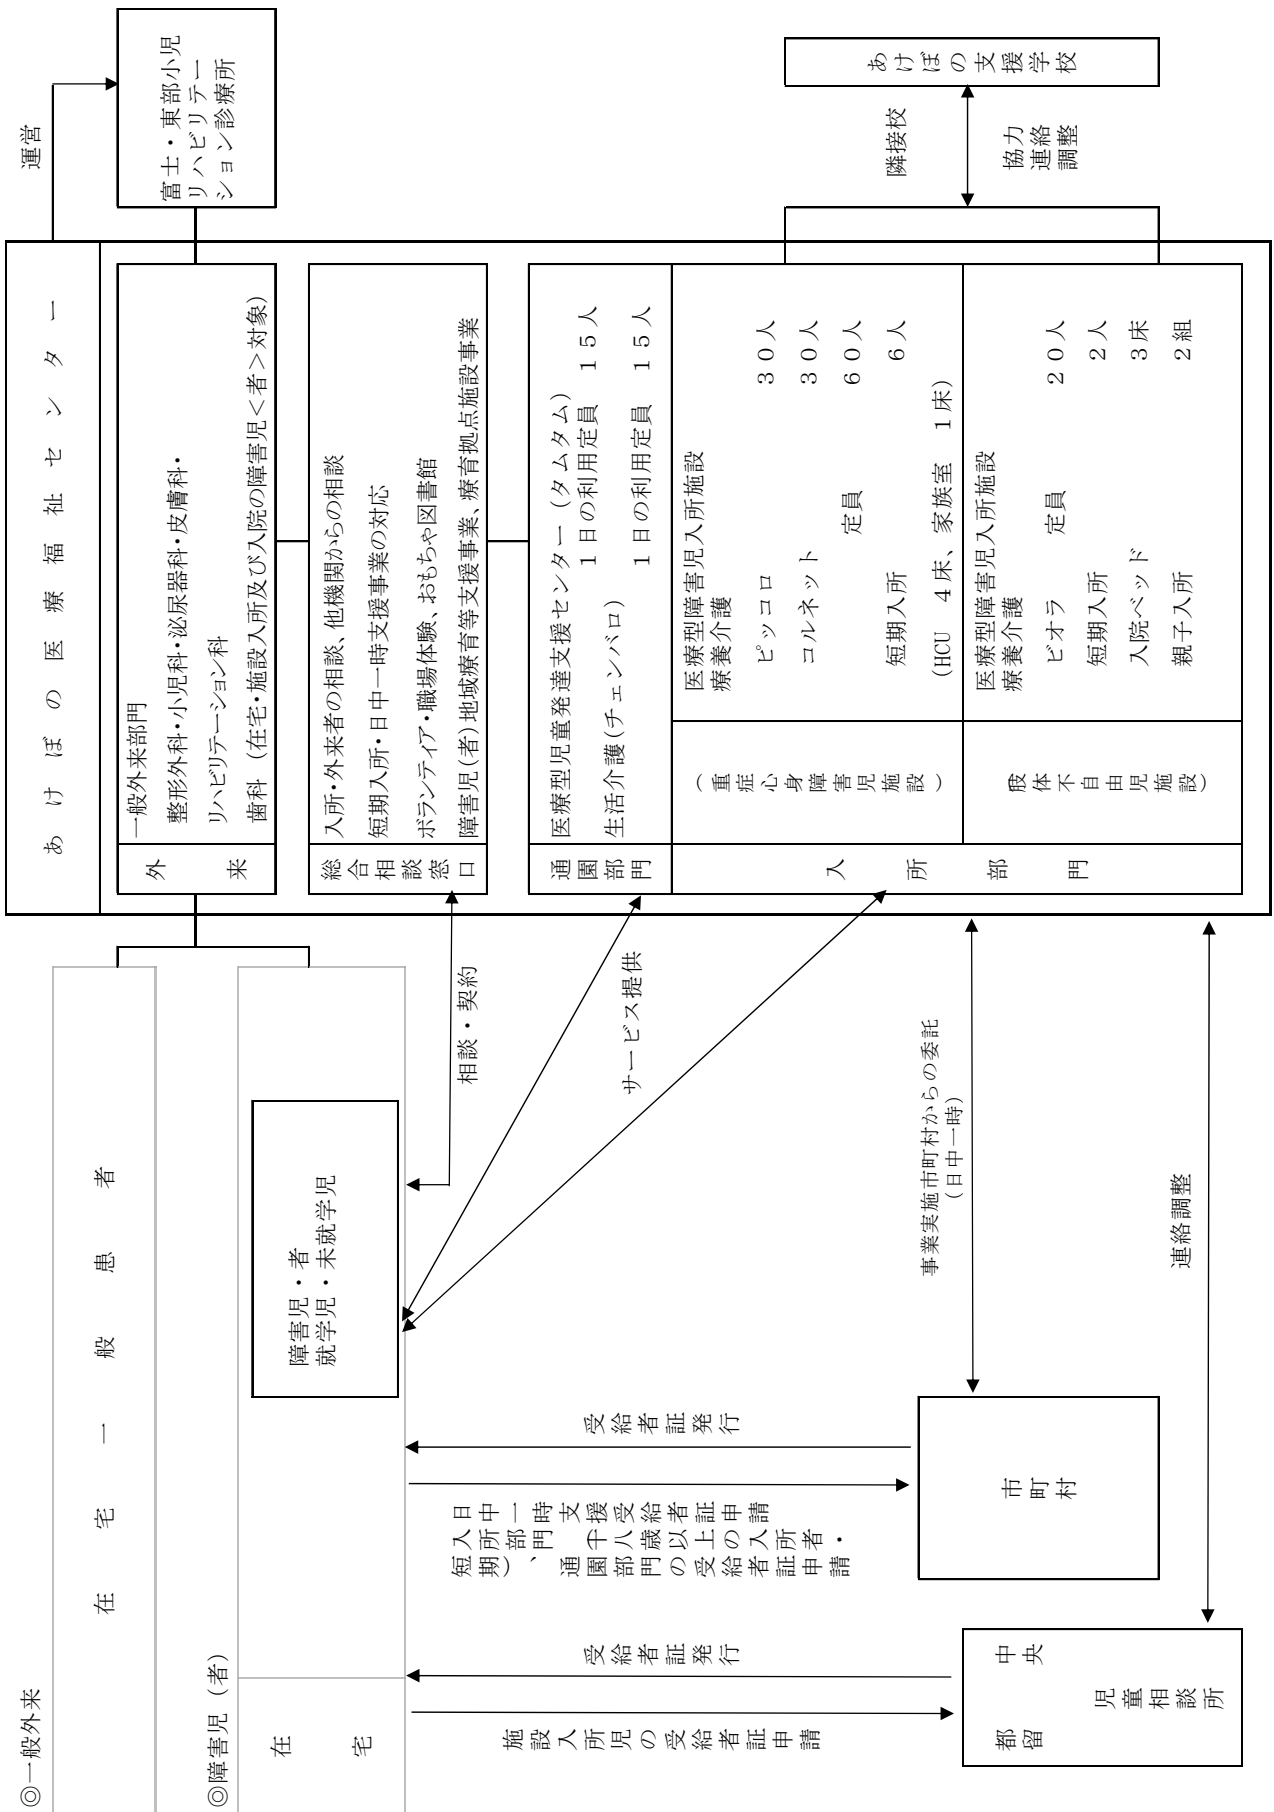 ◎一般外来
在宅一般患者
◎障害児（者）
在宅
障害児・者
就学児・未就学児
施設入所児の受給者証申請
受給者証発行
日中一時支援受給者証申請
受給者証発行
中央
都留
児童相談所
市町村
相談・契約
サービス提供
事業実施市町村からの委託
（日中一時）
連絡調整
あけぼの医療福祉センター
外来
一般外来部門
整形外科・小児科・泌尿器科・皮膚科・
リハビリテーション科
歯科（在宅・施設入所及び入院の障害児＜者＞対象）
総合相談窓口
入所・外来者の相談、他機関からの相談
短期入所・日中一時支援事業の対応
ボランティア・職場体験、おもちゃ図書館
障害児(者)地域療育等支援事業、療育拠点施設事業
通園部門
医療型児童発達支援センター（タムタム）
１日の利用定員　１５人
生活介護(チェンバロ)
１日の利用定員　１５人
入所部門
（重症心身障害児施設）
医療型障害児入所施設
療養介護
ピッコロ　３０人
コルネット　３０人
定員　６０人
短期入所　６人
(HCU　４床、家族室　１床)
（肢体不自由児施設）
医療型障害児入所施設
療養介護
ビオラ　定員　２０人
短期入所　２人
入院ベッド　３床
親子入所　２組
運営
富士・東部小児
リハビリテー
ション診療所
隣接校
協力
連絡
調整
あけぼの支援学校